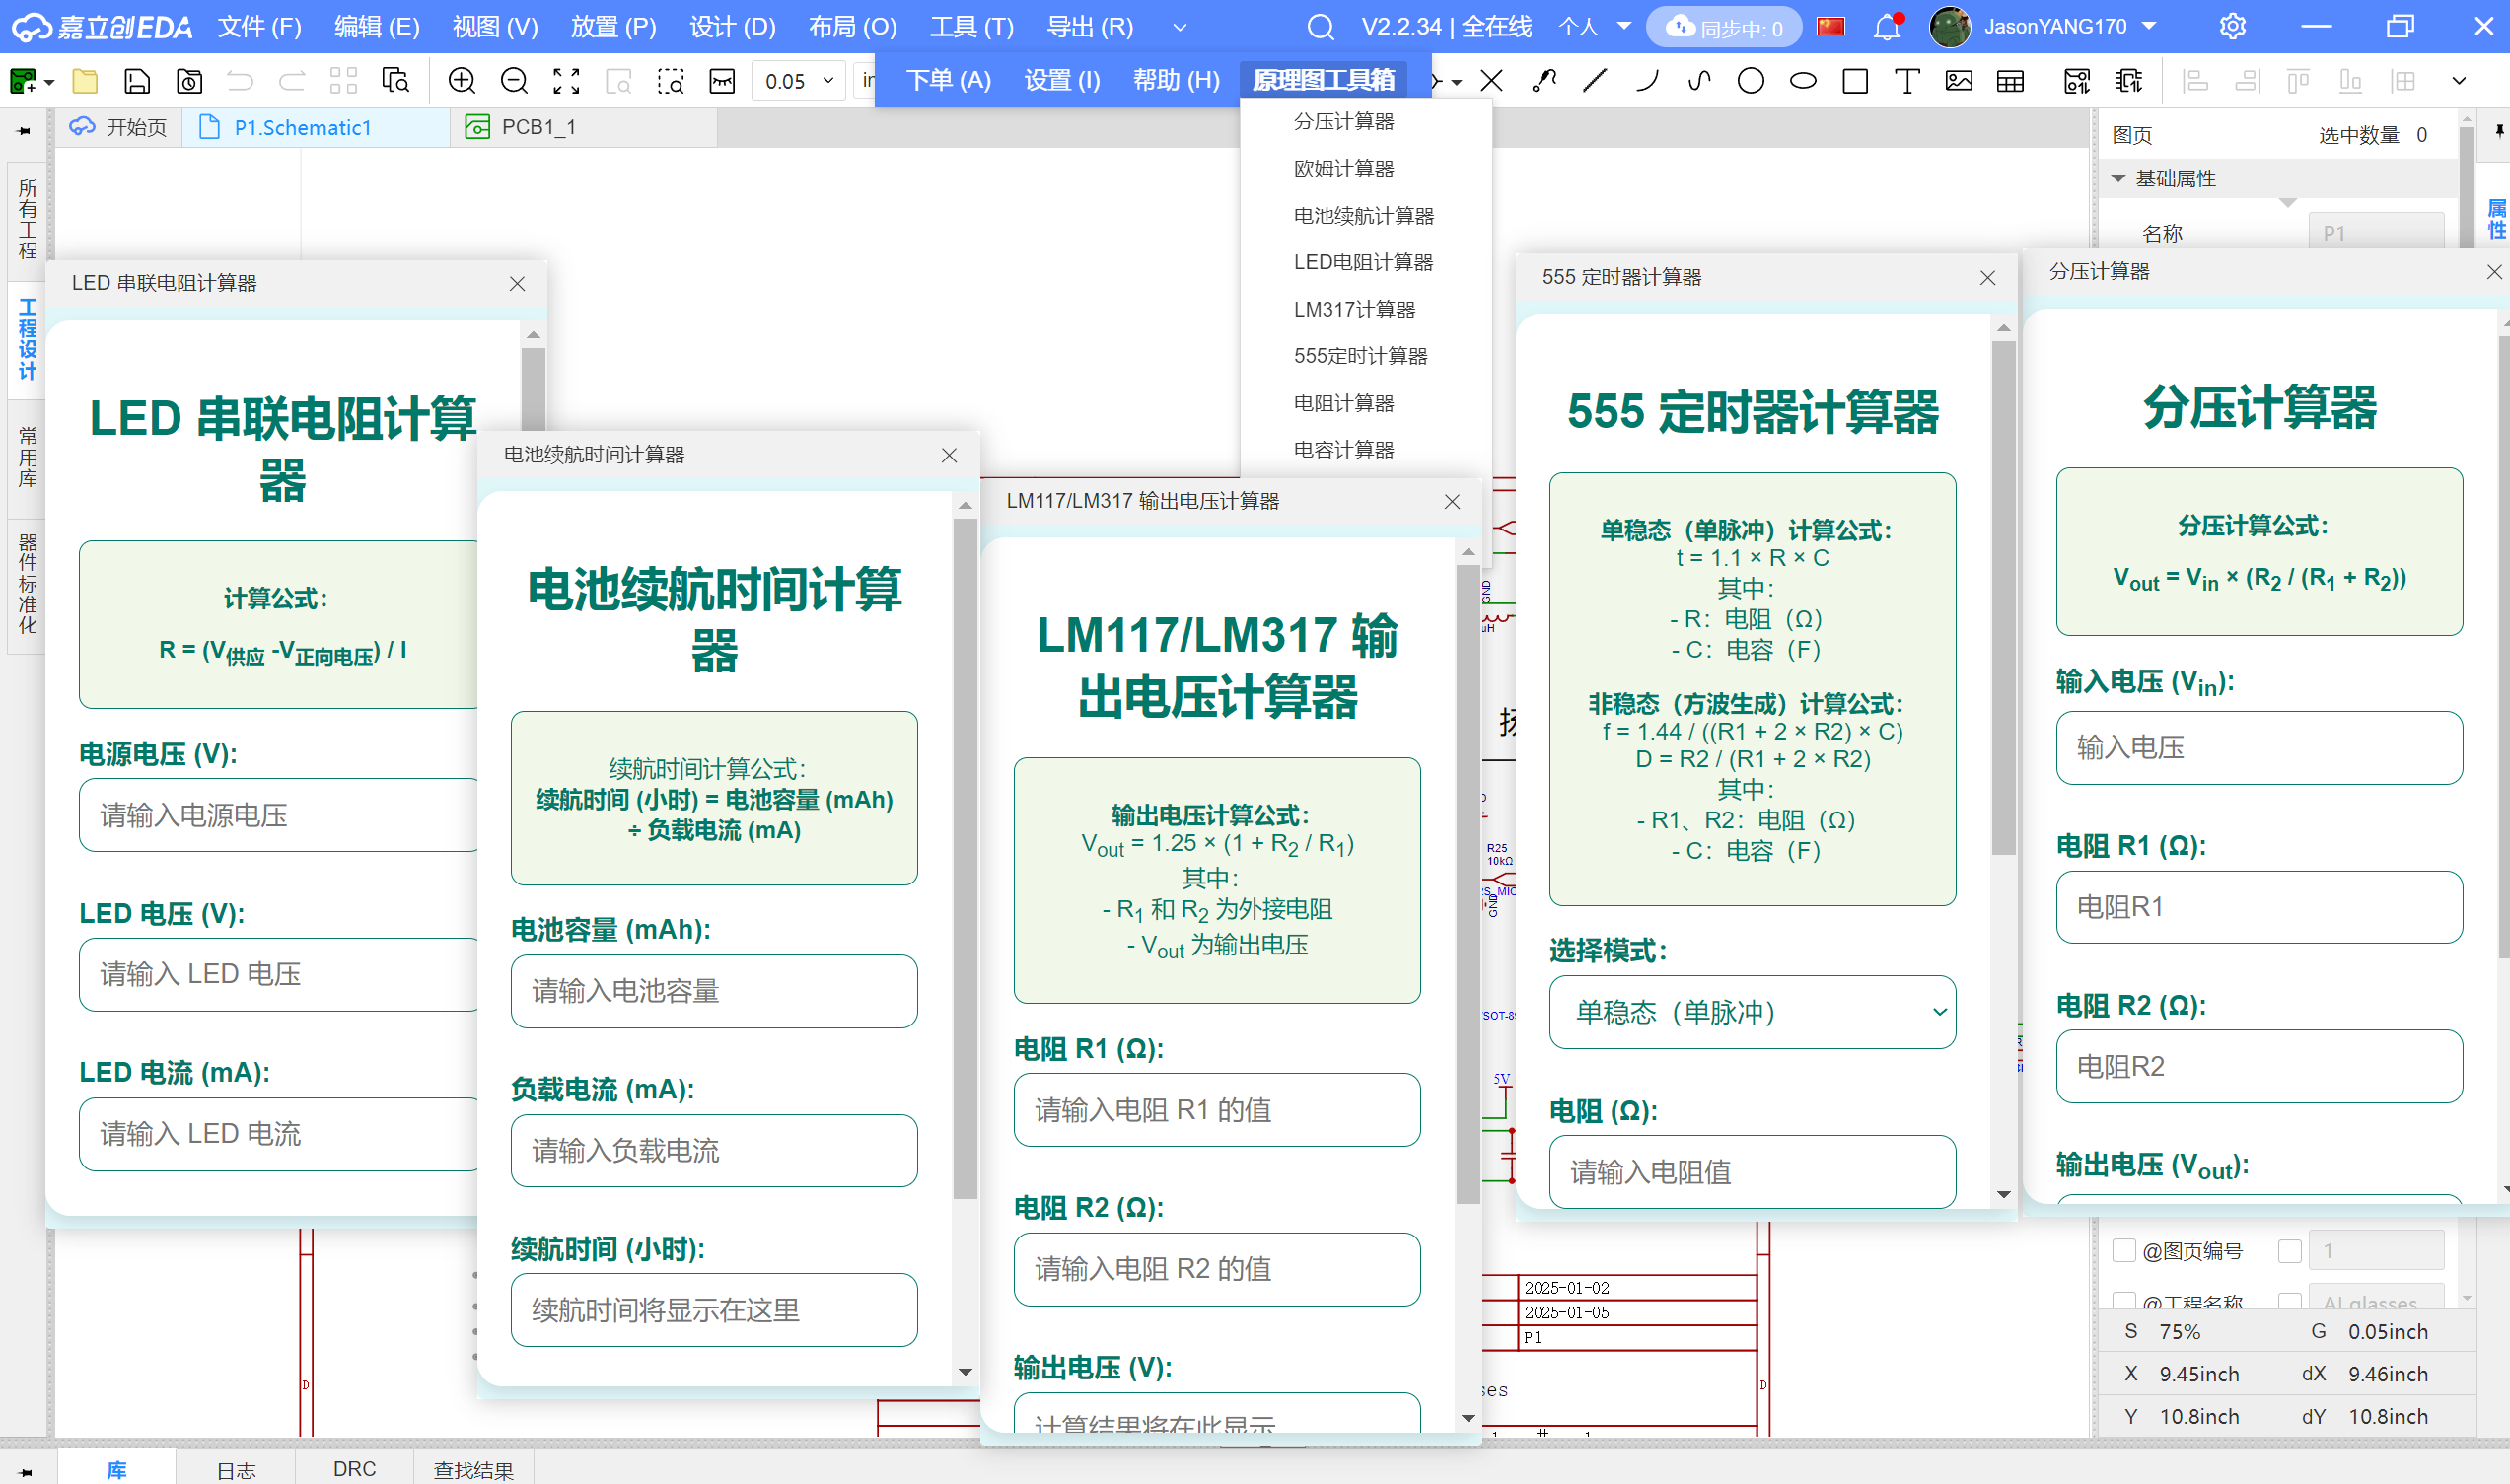 嘉立创EDA 文件 (F) 编辑 (E) 视图 (V) 放置 (P) 设计 (D) 布局 (O) 工具 (T) 导出 (R) V2.2.34 | 全在线 个人 同步中: 0 JasonYANG170
0.05 下单 (A) 设置 (I) 帮助 (H) 原理图工具箱
开始页 P1.Schematic1 PCB1_1
分压计算器
欧姆计算器
电池续航计算器
LED电阻计算器
LM317计算器
555定时计算器
电阻计算器
电容计算器
图页 选中数量 0
基础属性
名称 P1
属性
所有工程
工程设计
常用库
器件标准化
LED 串联电阻计算器
LED 串联电阻计算
器
计算公式：
R = (V供应 -V正向电压) / I
电源电压 (V):
请输入电源电压
LED 电压 (V):
请输入 LED 电压
LED 电流 (mA):
请输入 LED 电流
电池续航时间计算器
电池续航时间计算
器
续航时间计算公式：
续航时间 (小时) = 电池容量 (mAh)
÷ 负载电流 (mA)
电池容量 (mAh):
请输入电池容量
负载电流 (mA):
请输入负载电流
续航时间 (小时):
续航时间将显示在这里
LM117/LM317 输出电压计算器
LM117/LM317 输
出电压计算器
输出电压计算公式：
Vout = 1.25 × (1 + R2 / R1)
其中：
- R1 和 R2 为外接电阻
- Vout 为输出电压
电阻 R1 (Ω):
请输入电阻 R1 的值
电阻 R2 (Ω):
请输入电阻 R2 的值
输出电压 (V):
计算结果将在此显示
GND
uH
R25
10kΩ
GND
5V
555 定时器计算器
555 定时器计算器
单稳态（单脉冲）计算公式：
t = 1.1 × R × C
其中：
- R：电阻（Ω）
- C：电容（F）
非稳态（方波生成）计算公式：
f = 1.44 / ((R1 + 2 × R2) × C)
D = R2 / (R1 + 2 × R2)
其中：
- R1、R2：电阻（Ω）
- C：电容（F）
选择模式：
单稳态（单脉冲）
电阻 (Ω):
请输入电阻值
分压计算器
分压计算器
分压计算公式：
Vout = Vin × (R2 / (R1 + R2))
输入电压 (Vin):
输入电压
电阻 R1 (Ω):
电阻R1
电阻 R2 (Ω):
电阻R2
输出电压 (Vout):
2025-01-02
2025-01-05
P1
D
D
@图页编号 1
@工程名称 AI glasses
S 75% G 0.05inch
X 9.45inch dX 9.46inch
Y 10.8inch dY 10.8inch
库 日志 DRC 查找结果